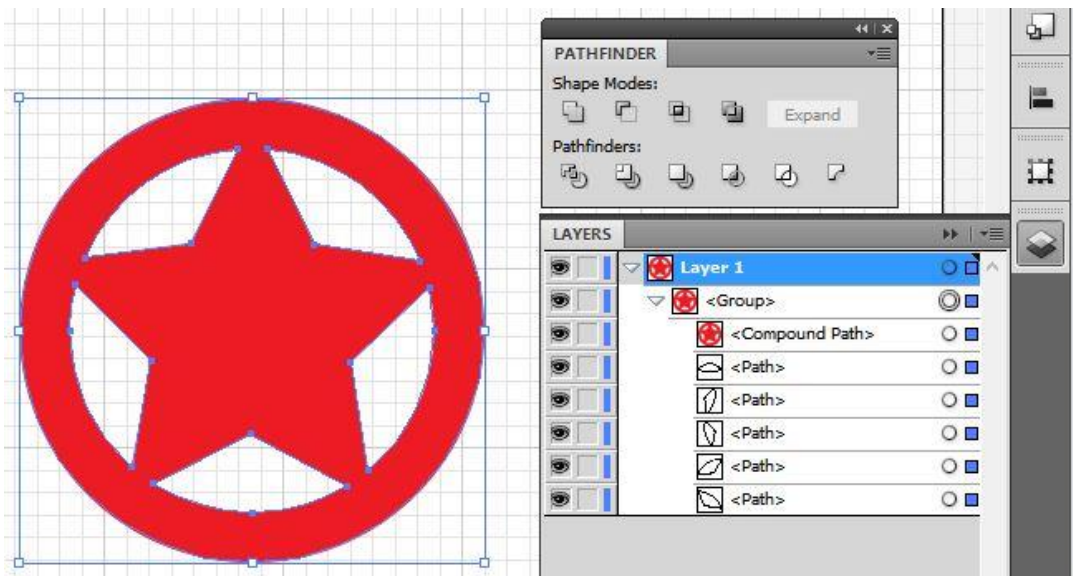 PATHFINDER
Shape Modes:
Expand
Pathfinders:
LAYERS
Layer 1
<Group>
<Compound Path>
<Path>
<Path>
<Path>
<Path>
<Path>